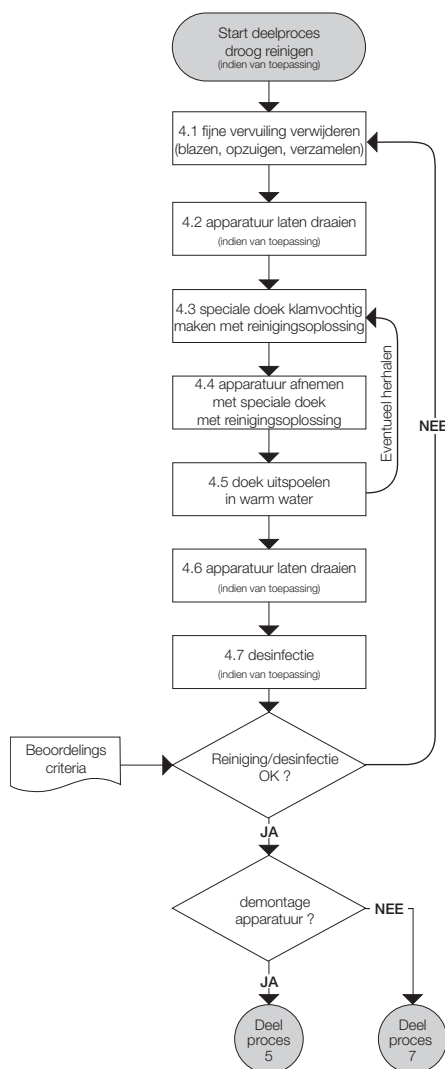 Start deelproces
droog reinigen
(indien van toepassing)
4.1 fijne vervuiling verwijderen
(blazen, opzuigen, verzamelen)
4.2 apparatuur laten draaien
(indien van toepassing)
4.3 speciale doek klamvochtig
maken met reinigingsoplossing
4.4 apparatuur afnemen
met speciale doek
met reinigingsoplossing
Eventueel herhalen
NEE
4.5 doek uitspoelen
in warm water
4.6 apparatuur laten draaien
(indien van toepassing)
4.7 desinfectie
(indien van toepassing)
Beoordelings
criteria
Reiniging/desinfectie
OK ?
JA
demontage
apparatuur ?
NEE
JA
Deel
proces
5
Deel
proces
7